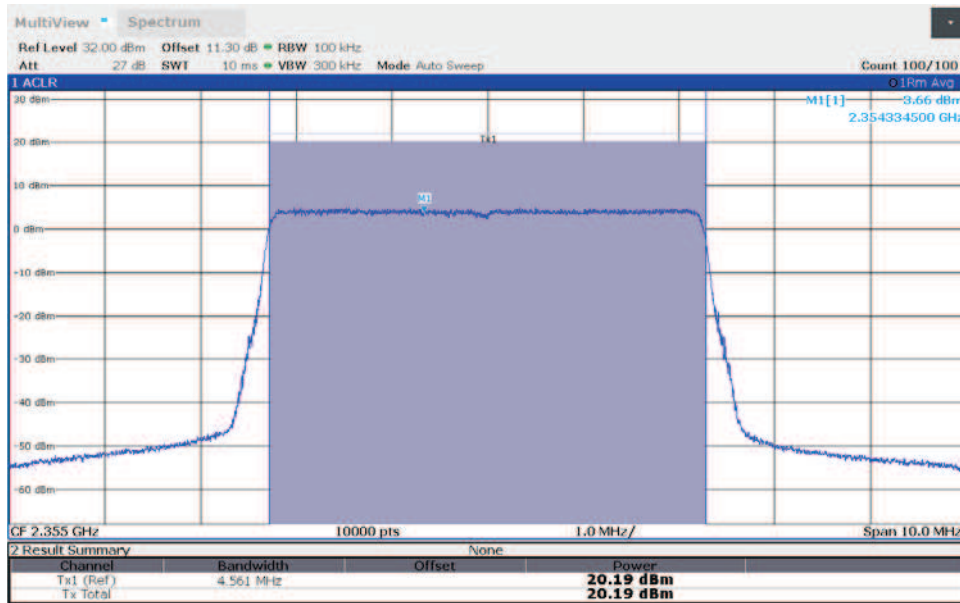 MultiView Spectrum
Ref Level 32.00 dBm Offset 11.30 dB RBW 100 kHz
Att 27 dB SWT 10 ms VBW 300 kHz Mode Auto Sweep Count 100/100
1 ACLR 1Rm Avg
30 dBm M1[1] 3.66 dBm
2.354334500 GHz
20 dBm Tx1
10 dBm
M1
0 dBm
-10 dBm
-20 dBm
-30 dBm
-40 dBm
-50 dBm
-60 dBm
CF 2.355 GHz 10000 pts 1.0 MHz/ Span 10.0 MHz
2 Result Summary None
Channel Bandwidth Offset Power
Tx1 (Ref) 4.561 MHz 20.19 dBm
Tx Total 20.19 dBm